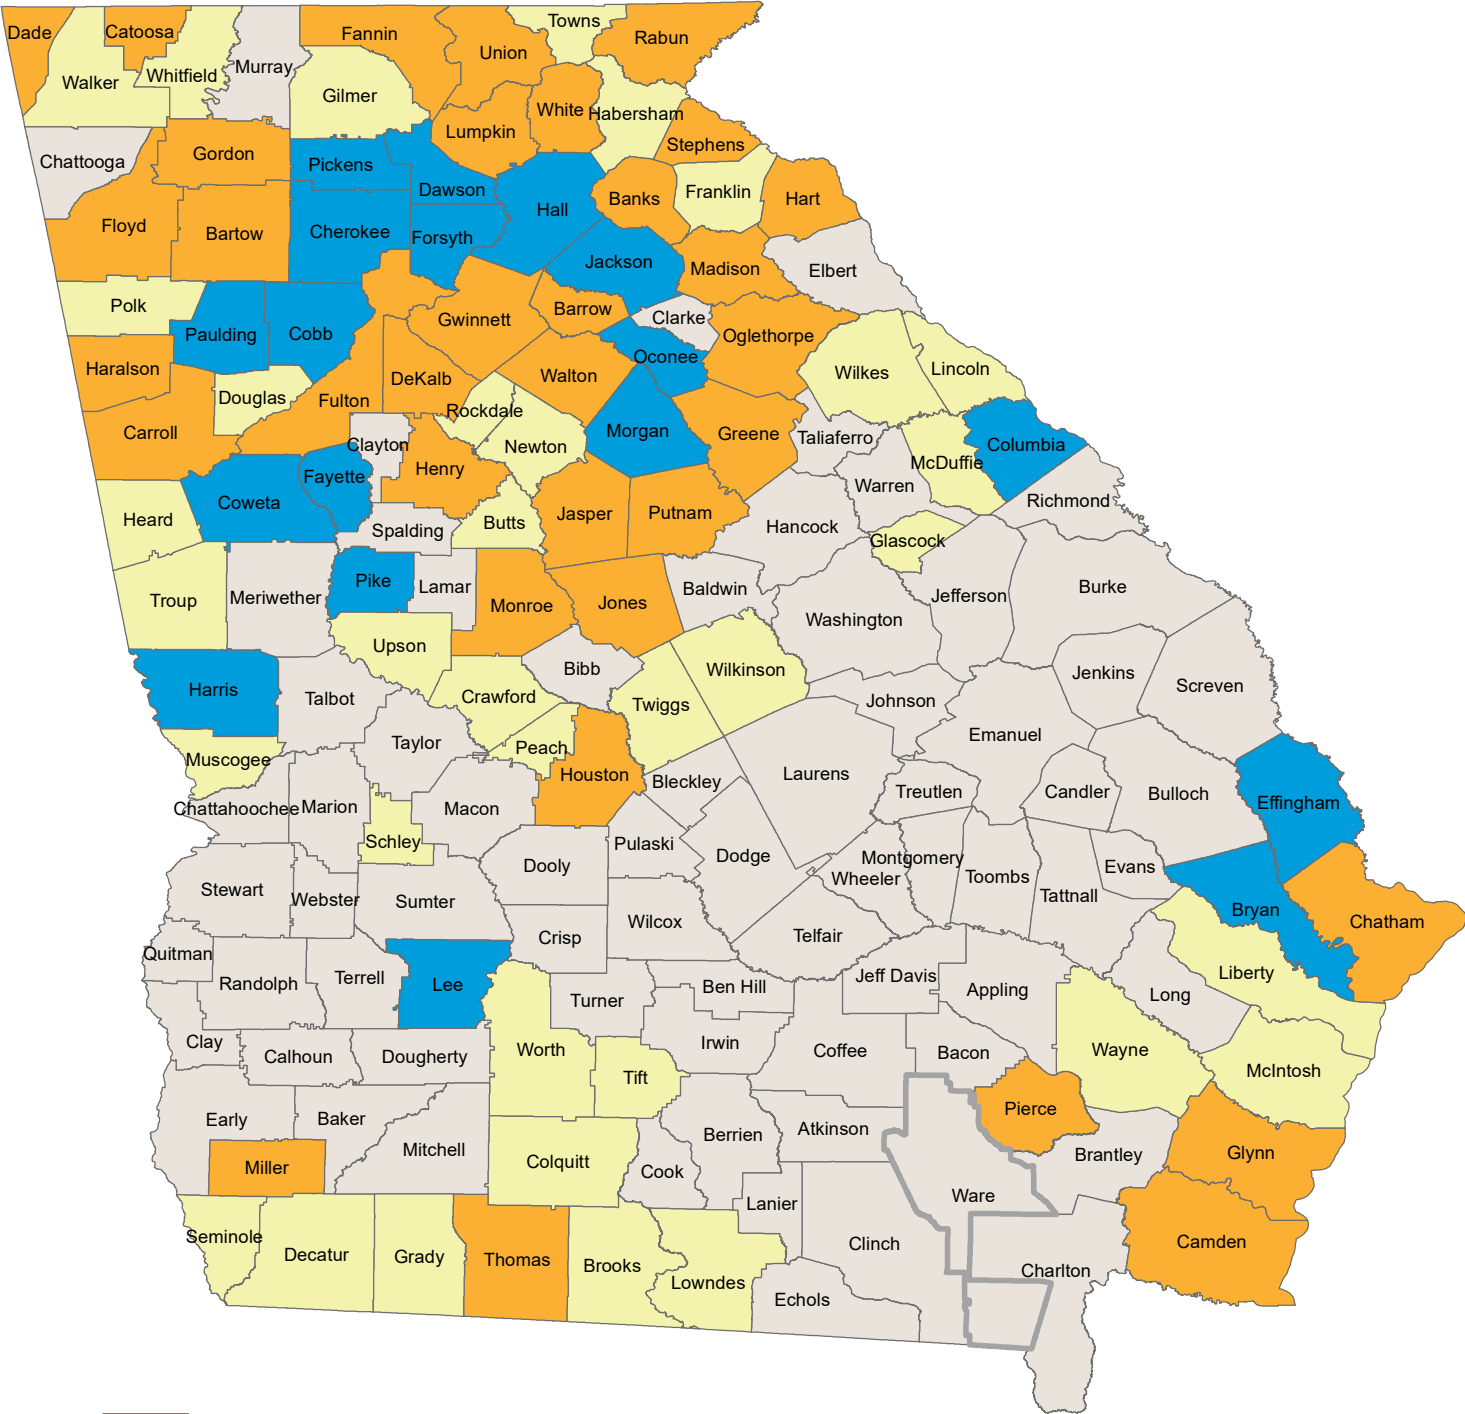 Dade
Catoosa
Fannin
Towns
Union
Rabun
Walker
Whitfield
Murray
Gilmer
White
Habersham
Lumpkin
Stephens
Chattooga
Gordon
Pickens
Dawson
Hall
Banks
Franklin
Hart
Floyd
Bartow
Cherokee
Forsyth
Jackson
Madison
Elbert
Polk
Paulding
Cobb
Gwinnett
Barrow
Clarke
Oglethorpe
Oconee
Haralson
Douglas
Fulton
DeKalb
Walton
Wilkes
Lincoln
Rockdale
Carroll
Clayton
Henry
Newton
Morgan
Greene
Taliaferro
McDuffie
Columbia
Fayette
Coweta
Warren
Richmond
Heard
Spalding
Butts
Jasper
Putnam
Hancock
Glascock
Troup
Meriwether
Pike
Lamar
Monroe
Jones
Baldwin
Washington
Jefferson
Burke
Upson
Bibb
Wilkinson
Jenkins
Screven
Harris
Talbot
Crawford
Twiggs
Johnson
Emanuel
Taylor
Peach
Muscogee
Houston
Bleckley
Laurens
Treutlen
Candler
Bulloch
Effingham
Chattahoochee
Marion
Macon
Schley
Pulaski
Dooly
Dodge
Montgomery
Wheeler
Toombs
Tattnall
Evans
Stewart
Webster
Sumter
Wilcox
Crisp
Telfair
Bryan
Chatham
Quitman
Randolph
Terrell
Lee
Turner
Ben Hill
Jeff Davis
Appling
Long
Liberty
Clay
Calhoun
Dougherty
Worth
Irwin
Coffee
Bacon
Wayne
McIntosh
Tift
Early
Baker
Mitchell
Berrien
Atkinson
Pierce
Brantley
Glynn
Miller
Colquitt
Cook
Lanier
Ware
Seminole
Decatur
Grady
Thomas
Brooks
Lowndes
Clinch
Echols
Charlton
Camden